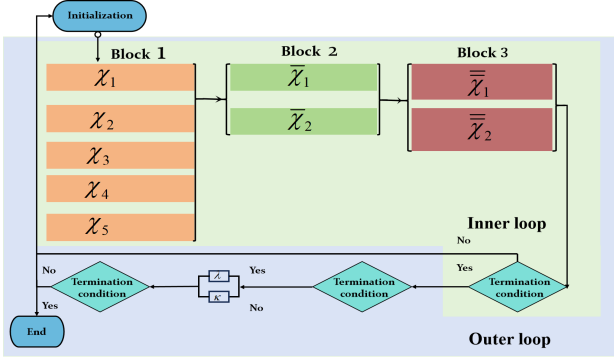 Initialization
Block 1
Block 2
Block 3
χ₁
χ₂
χ₃
χ₄
χ₅
χ̅₁
χ̅₂
χ̿₁
χ̿₂
Inner loop
No
Yes
Termination
condition
Termination
condition
Yes
No
λ
κ
Termination
condition
No
Yes
End
Outer loop